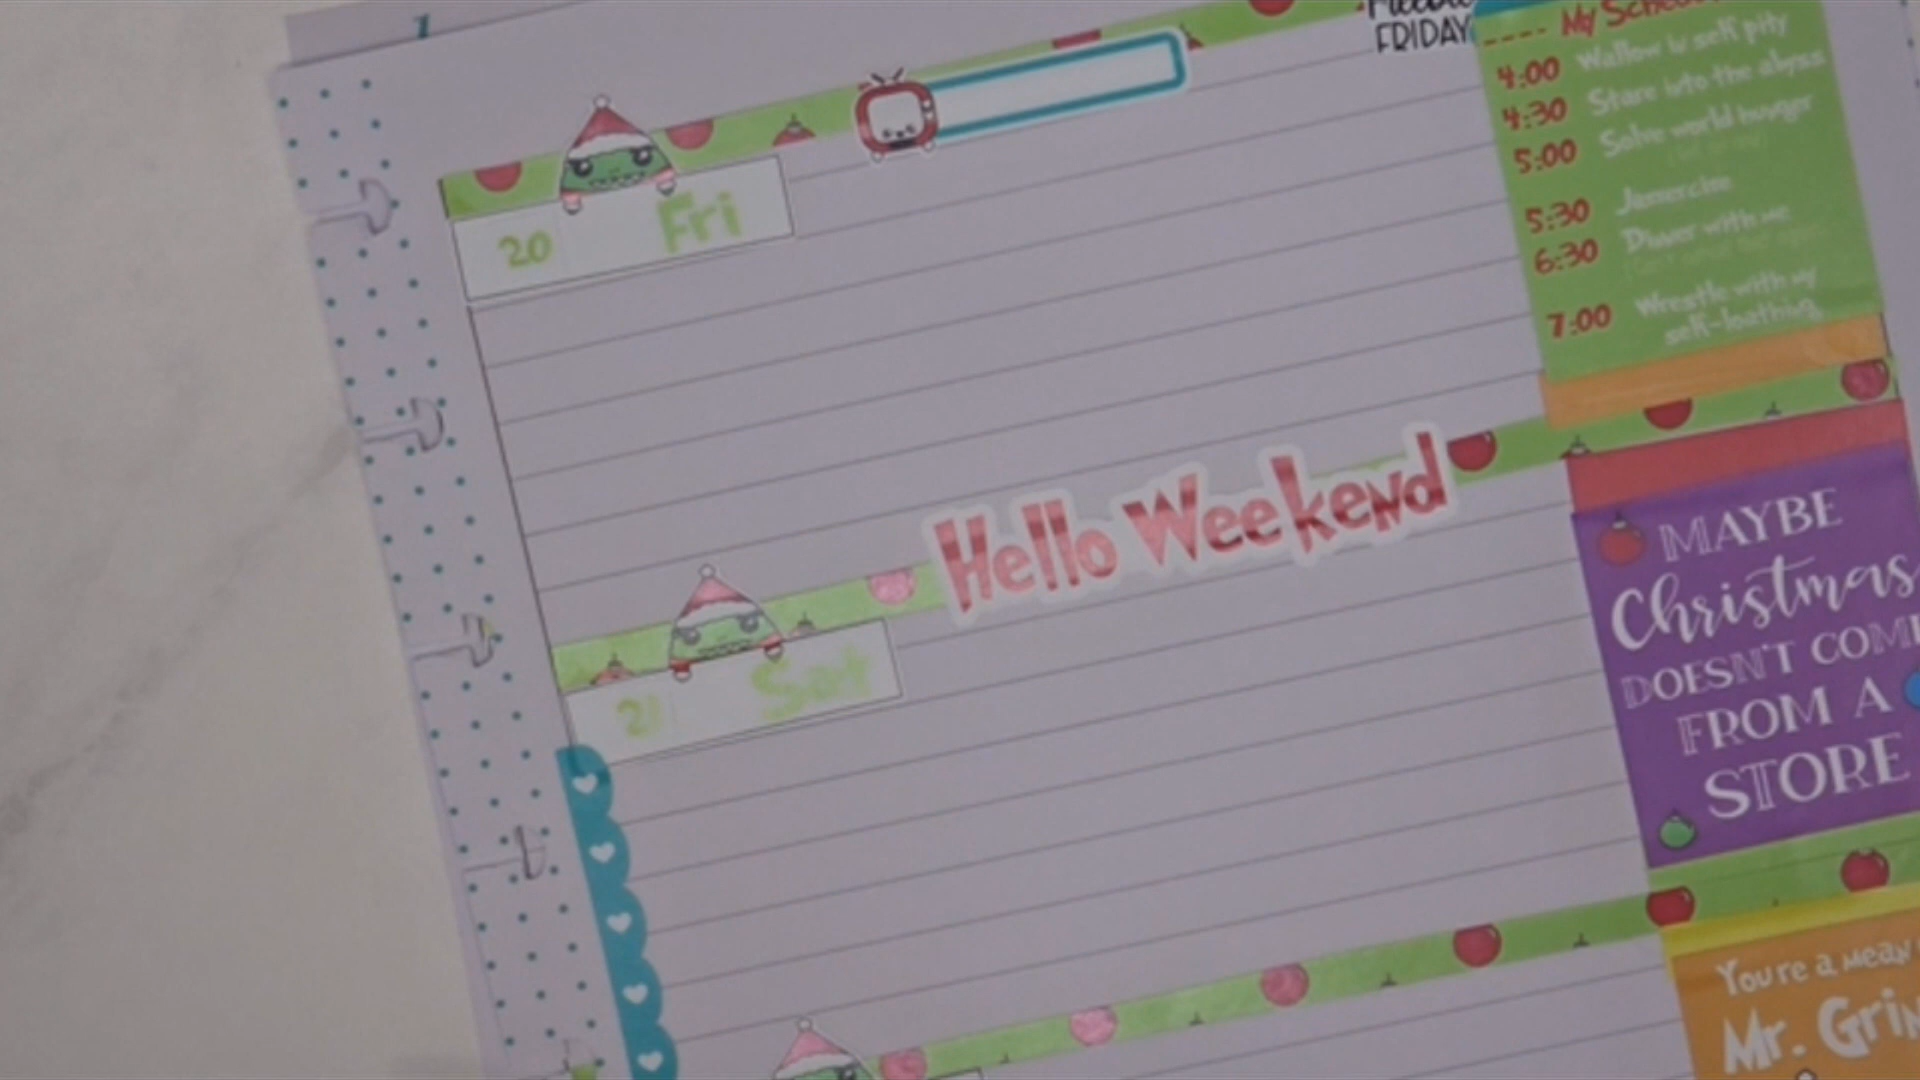 FRIDAY
My
4:00 Wallow in self pity
4:30 Stare into the abyss
5:00 Solve world hunger
5:30 Jazzercise
6:30 Dinner with me
7:00 Wrestle with my
self-loathing
20 Fri
Hello Weekend
21 Sat
MAYBE
Christmas
DOESN'T COME
FROM A
STORE
You're a mean
Mr. Grin